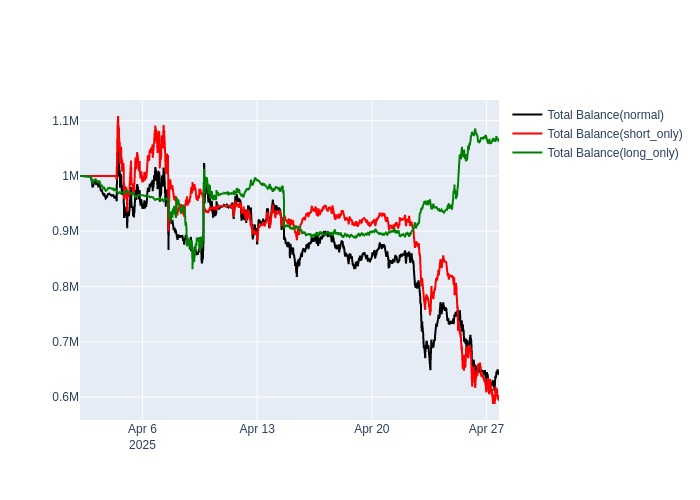 1.1M
1M
0.9M
0.8M
0.7M
0.6M
Apr 6
2025
Apr 13
Apr 20
Apr 27
Total Balance(normal)
Total Balance(short_only)
Total Balance(long_only)